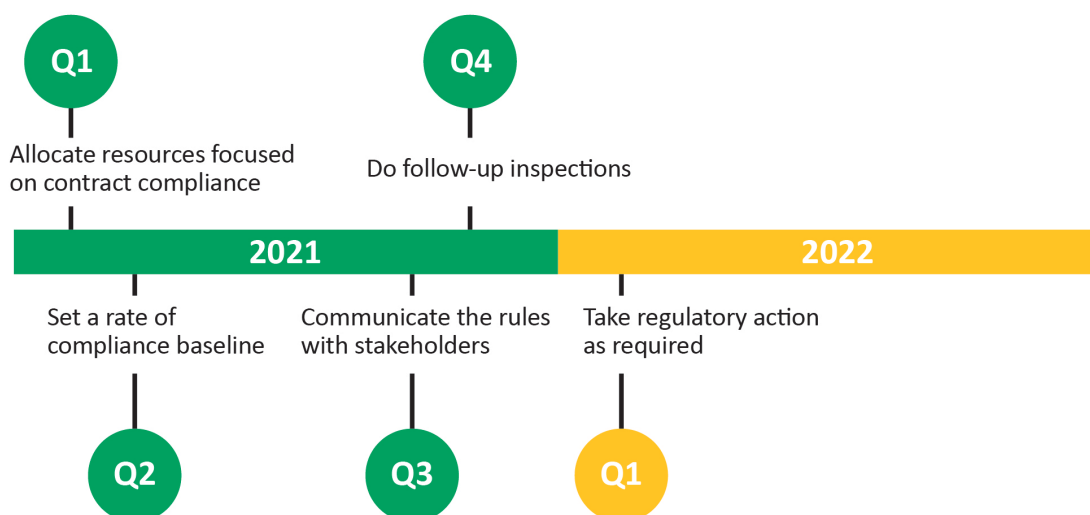 Q1
Q4
Allocate resources focused
on contract compliance
Do follow-up inspections
2021
2022
Set a rate of
compliance baseline
Communicate the rules
with stakeholders
Take regulatory action
as required
Q2
Q3
Q1